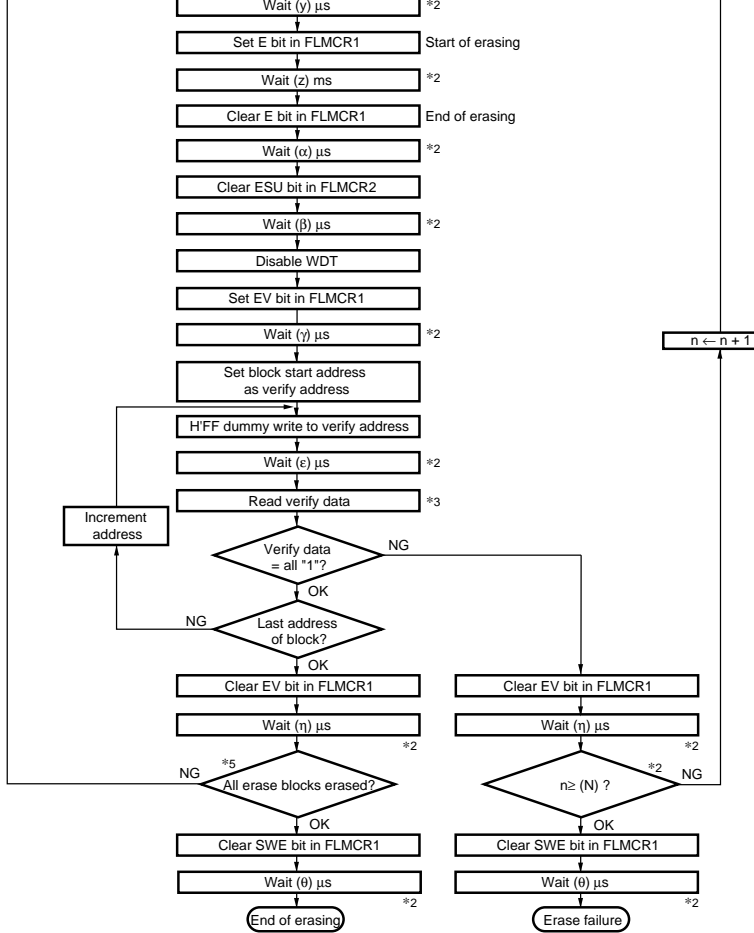 Wait (y) μs
*2
Set E bit in FLMCR1
Start of erasing
Wait (z) ms
*2
Clear E bit in FLMCR1
End of erasing
Wait (α) μs
*2
Clear ESU bit in FLMCR2
Wait (β) μs
*2
Disable WDT
Set EV bit in FLMCR1
Wait (γ) μs
*2
n ← n + 1
Set block start address
as verify address
H'FF dummy write to verify address
Wait (ε) μs
*2
Read verify data
*3
Increment
address
Verify data
= all "1"?
NG
OK
NG
Last address
of block?
OK
Clear EV bit in FLMCR1
Clear EV bit in FLMCR1
Wait (η) μs
Wait (η) μs
*2
*2
*5
*2
NG
All erase blocks erased?
n≥ (N) ?
NG
OK
OK
Clear SWE bit in FLMCR1
Clear SWE bit in FLMCR1
Wait (θ) μs
Wait (θ) μs
*2
*2
End of erasing
Erase failure